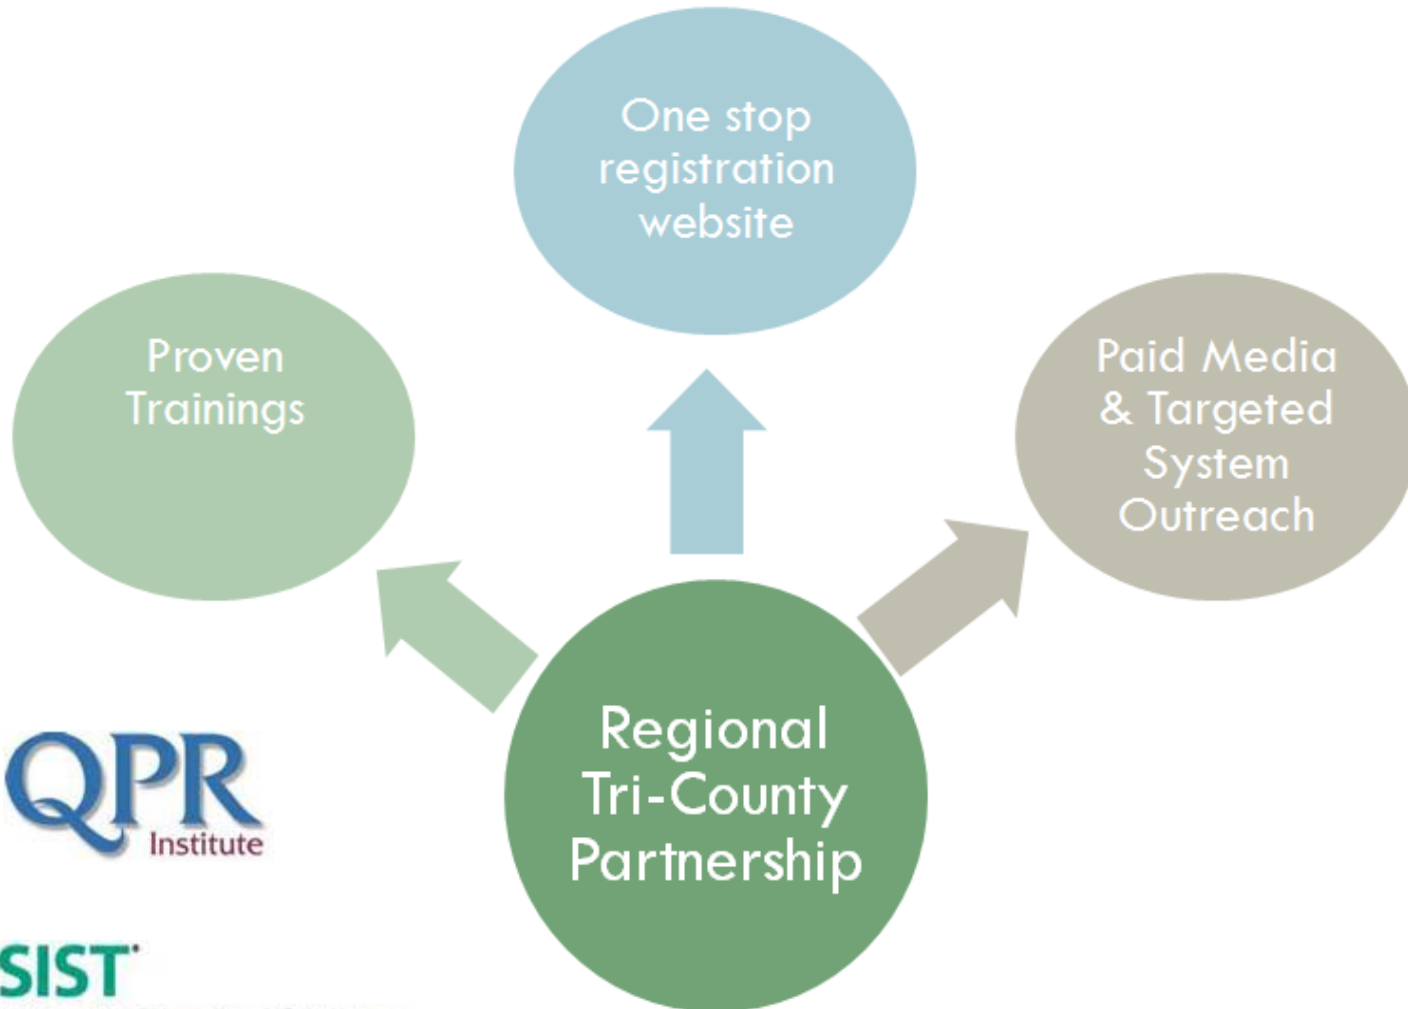 One stop
registration
website
Proven
Trainings
Paid Media
& Targeted
System
Outreach
Regional
Tri-County
Partnership
QPR
Institute
SIST